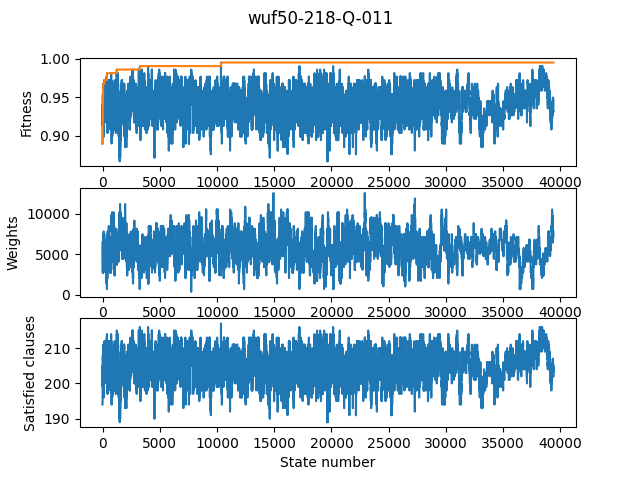 wuf50-218-Q-011
Fitness
1.00
0.95
0.90
0 5000 10000 15000 20000 25000 30000 35000 40000
Weights
10000
5000
0
0 5000 10000 15000 20000 25000 30000 35000 40000
Satisfied clauses
210
200
190
0 5000 10000 15000 20000 25000 30000 35000 40000
State number